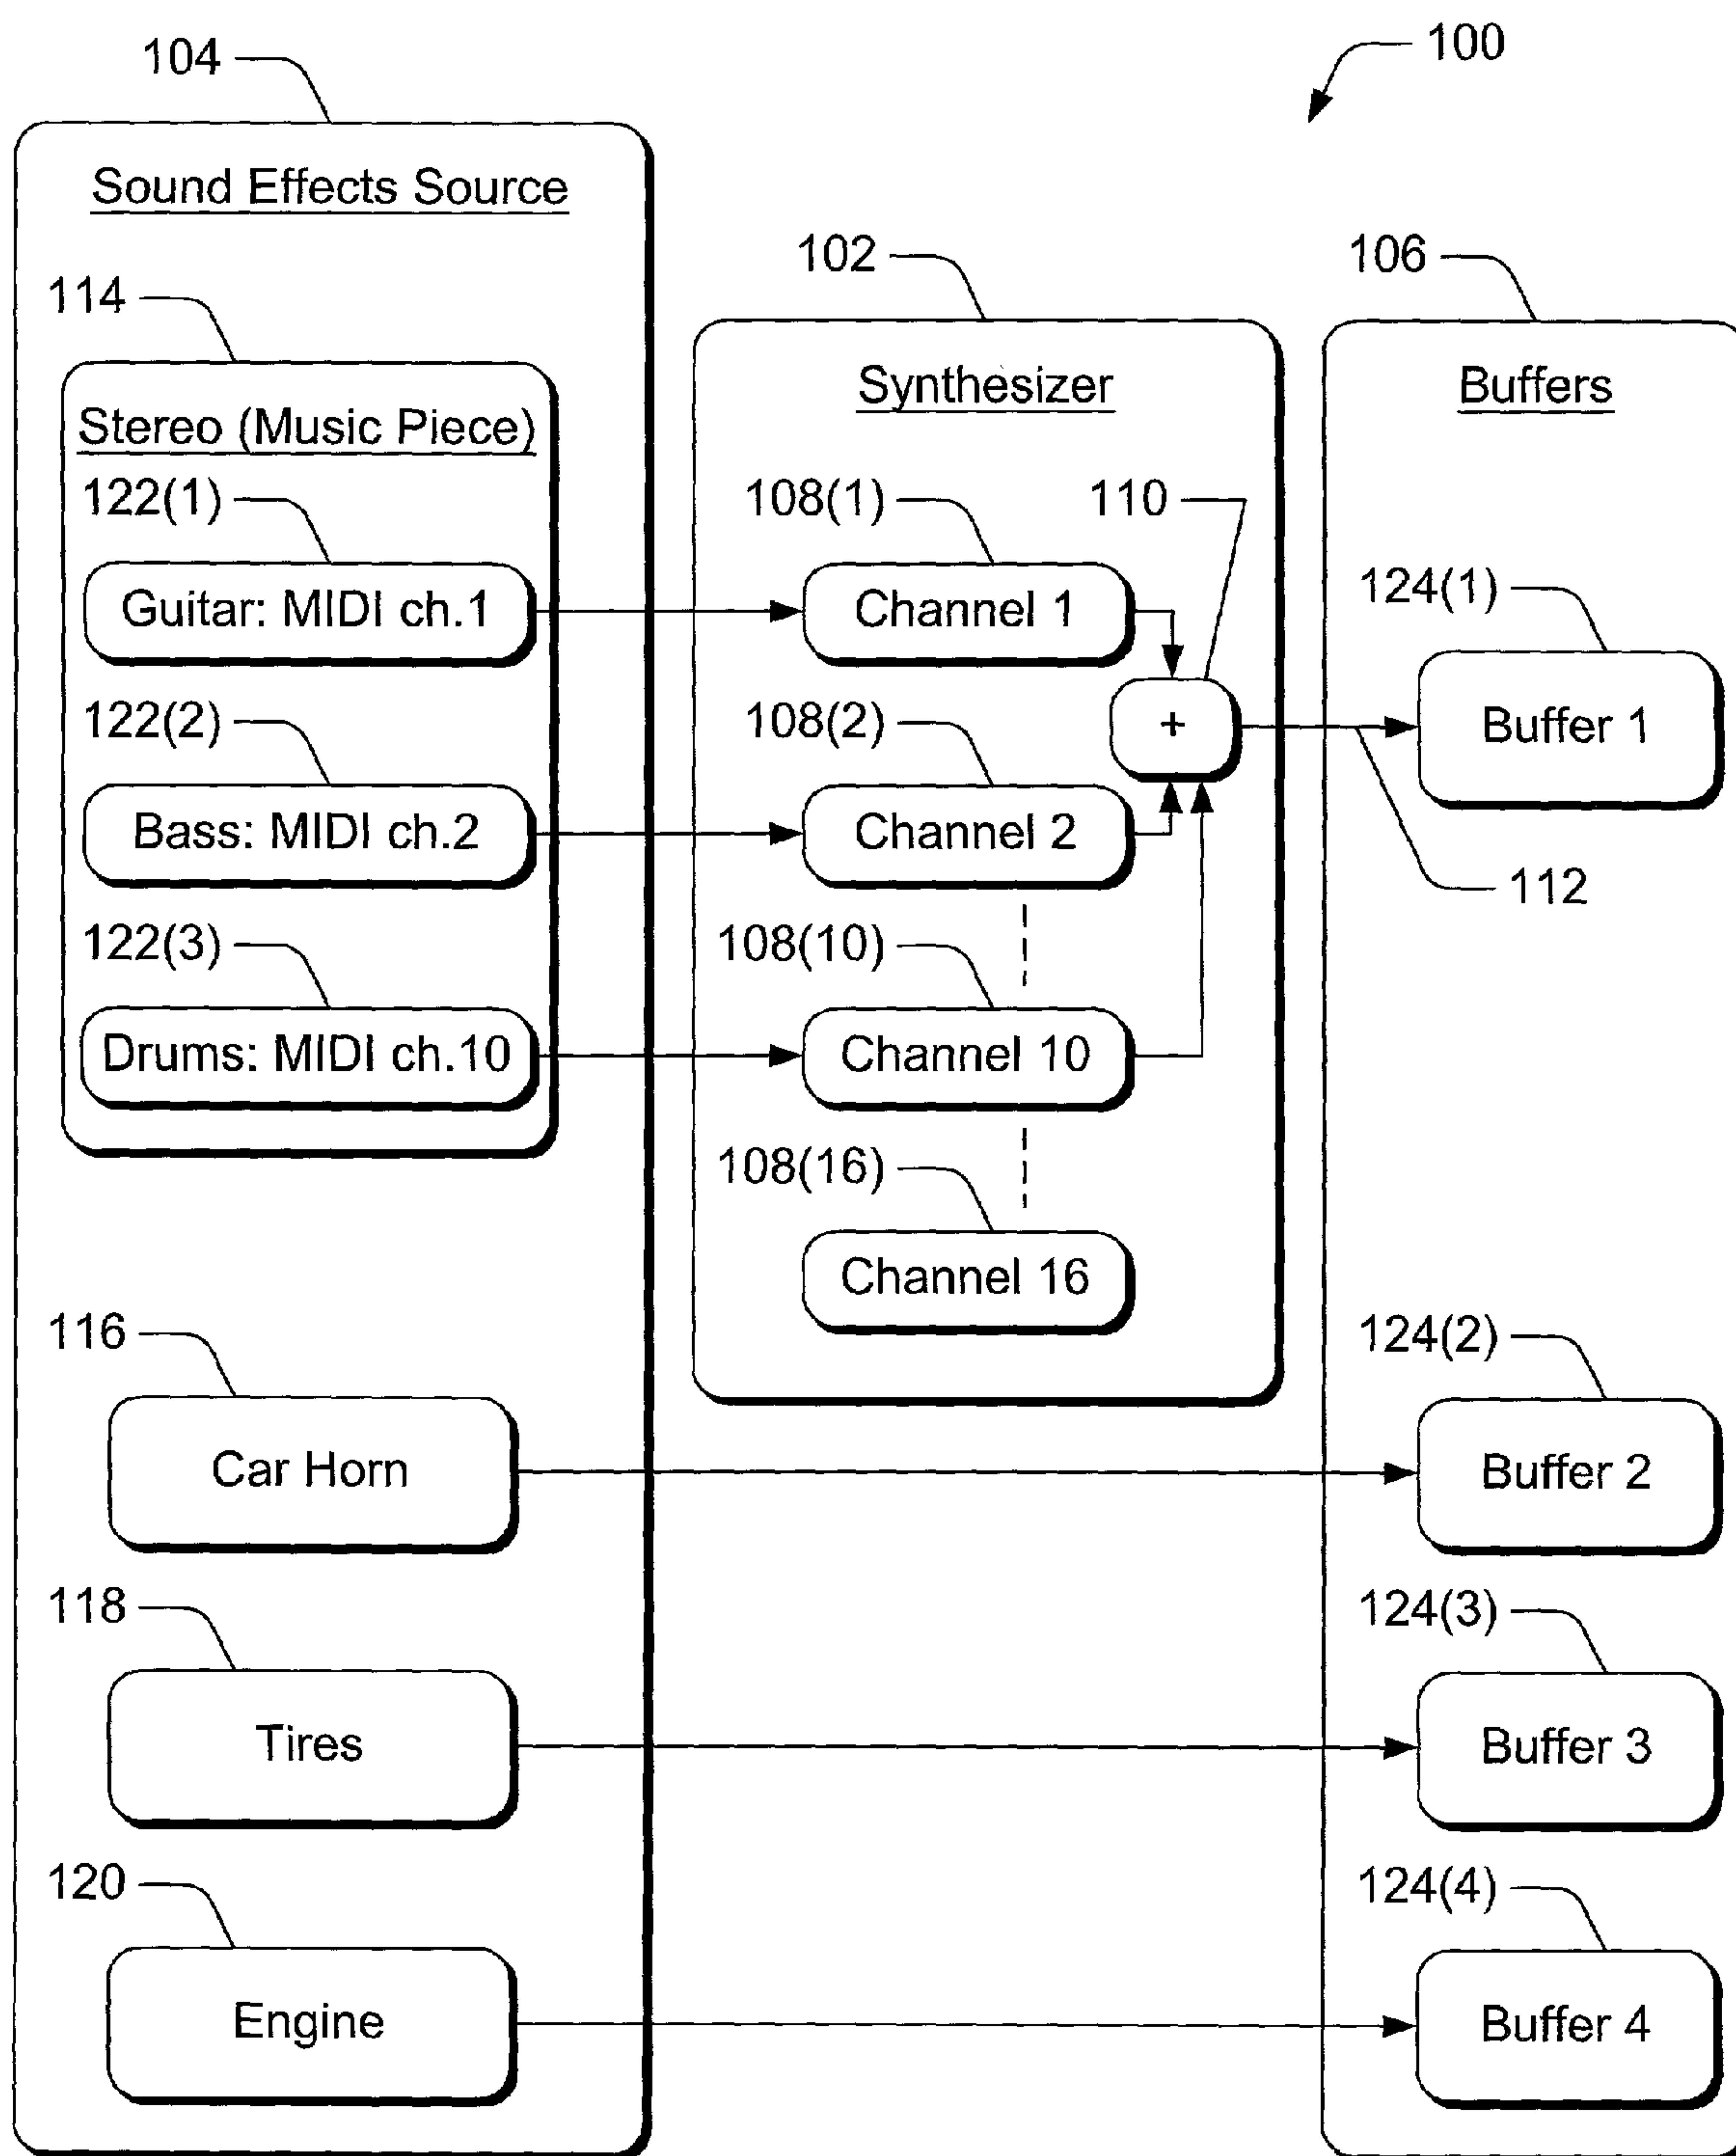 100
104
Sound Effects Source
114
Stereo (Music Piece)
122(1)
Guitar: MIDI ch.1
122(2)
Bass: MIDI ch.2
122(3)
Drums: MIDI ch.10
116
Car Horn
118
Tires
120
Engine
102
Synthesizer
108(1)
110
Channel 1
+
108(2)
Channel 2
108(10)
Channel 10
108(16)
Channel 16
106
Buffers
124(1)
Buffer 1
112
124(2)
Buffer 2
124(3)
Buffer 3
124(4)
Buffer 4